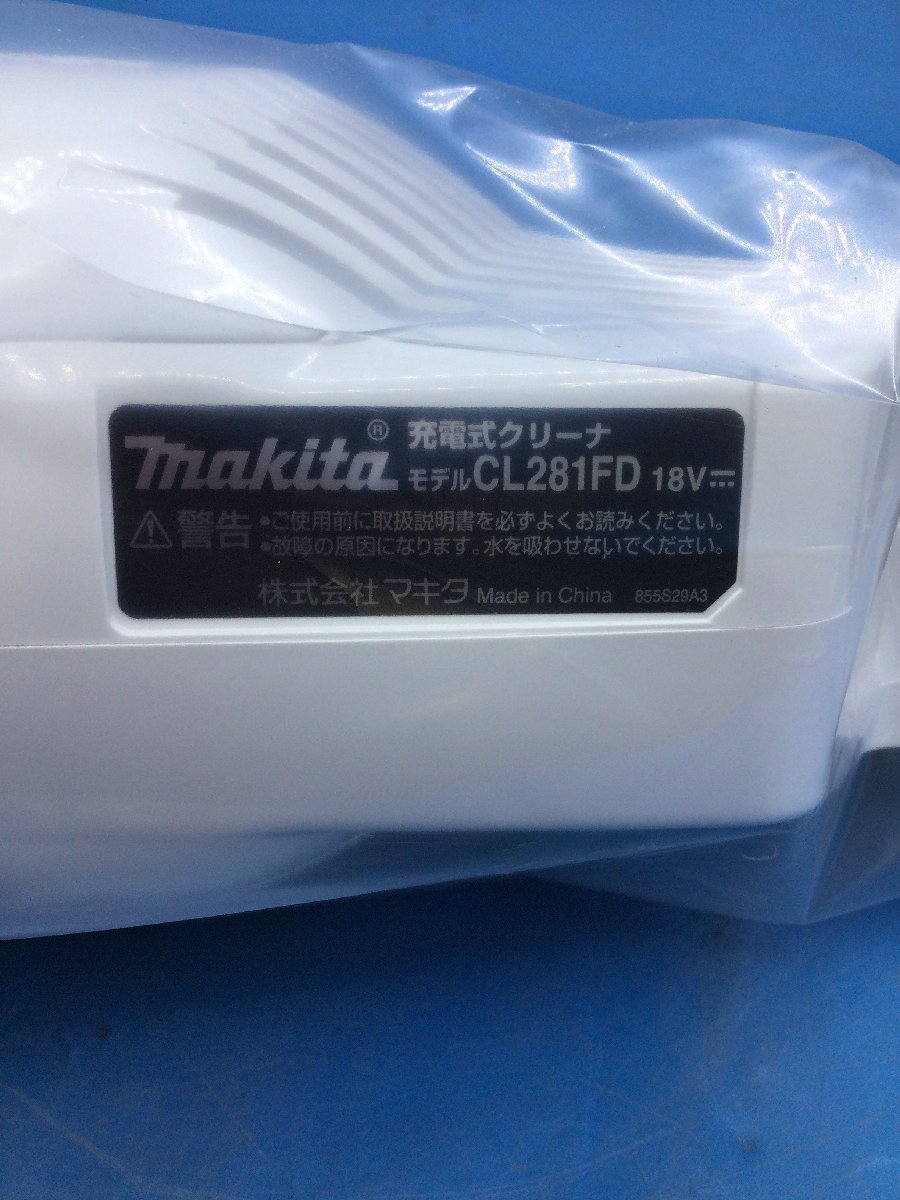 makita® 充電式クリーナ
モデルCL281FD 18V⎓
⚠警告 •ご使用前に取扱説明書を必ずよくお読みください。
•故障の原因になります。水を吸わせないでください。
株式会社 マキタ Made in China 855S29A3